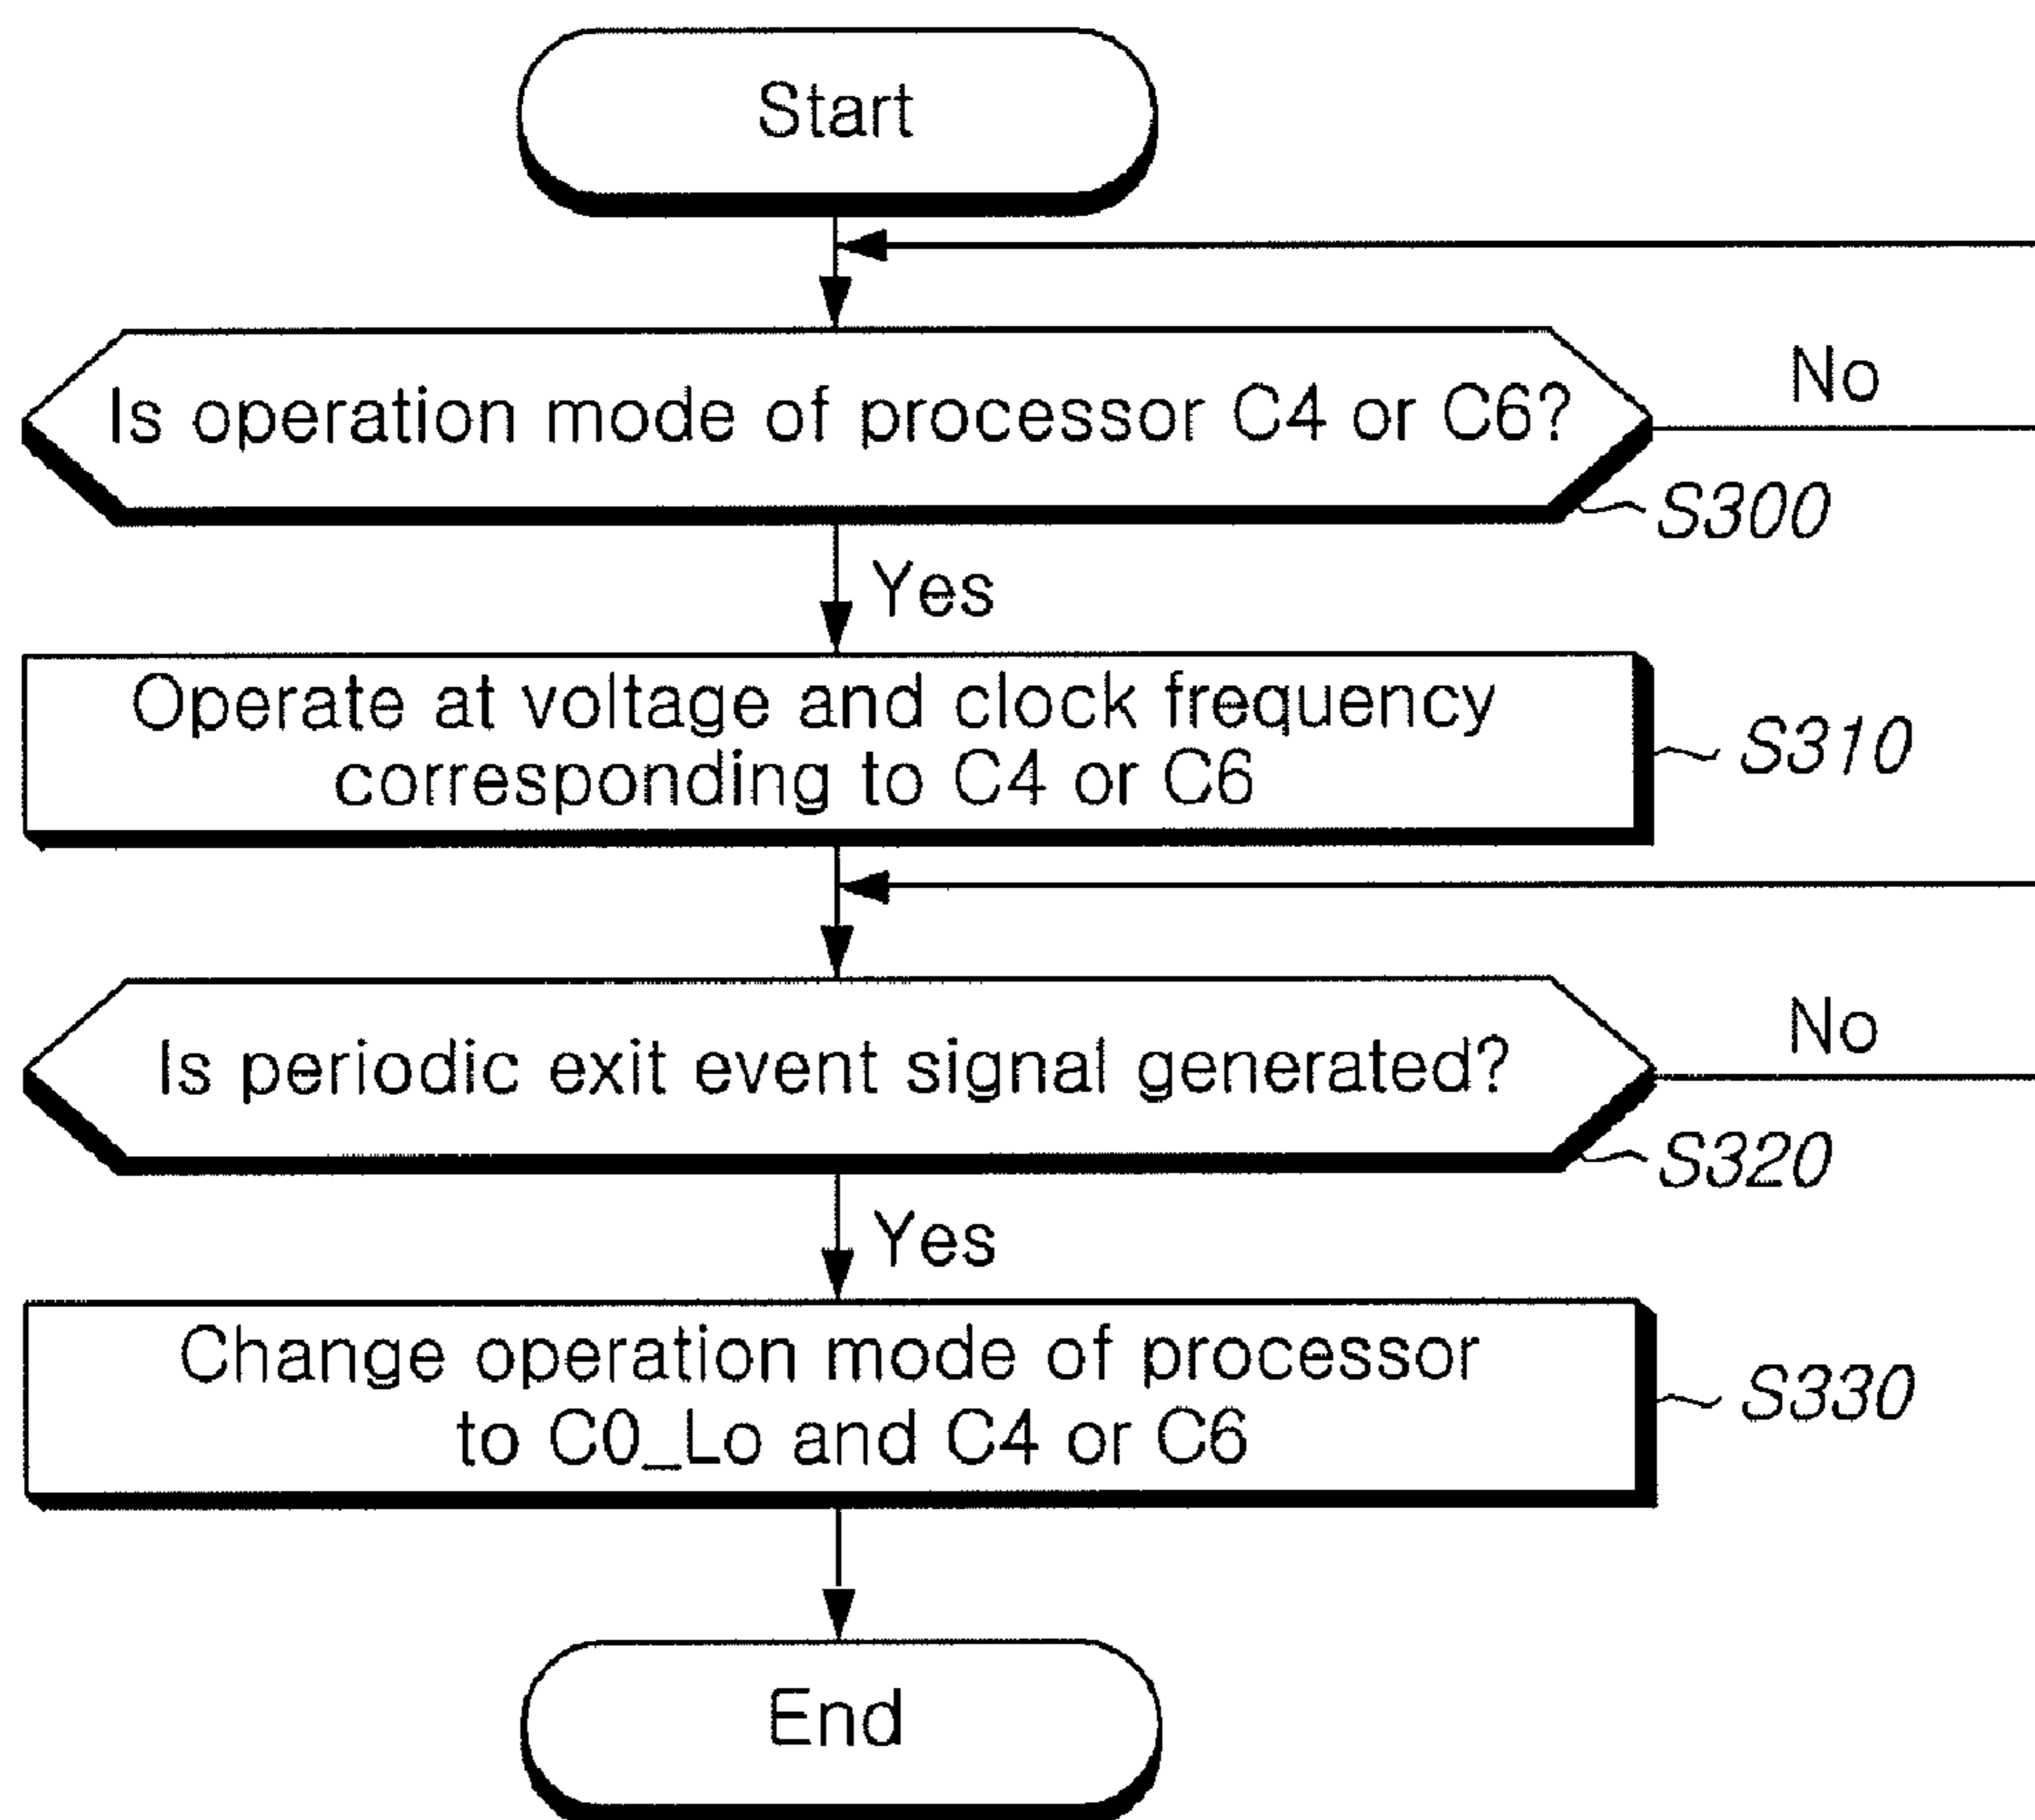 Start
Is operation mode of processor C4 or C6?
No
S300
Yes
Operate at voltage and clock frequency
corresponding to C4 or C6
S310
Is periodic exit event signal generated?
No
S320
Yes
Change operation mode of processor
to C0_Lo and C4 or C6
S330
End